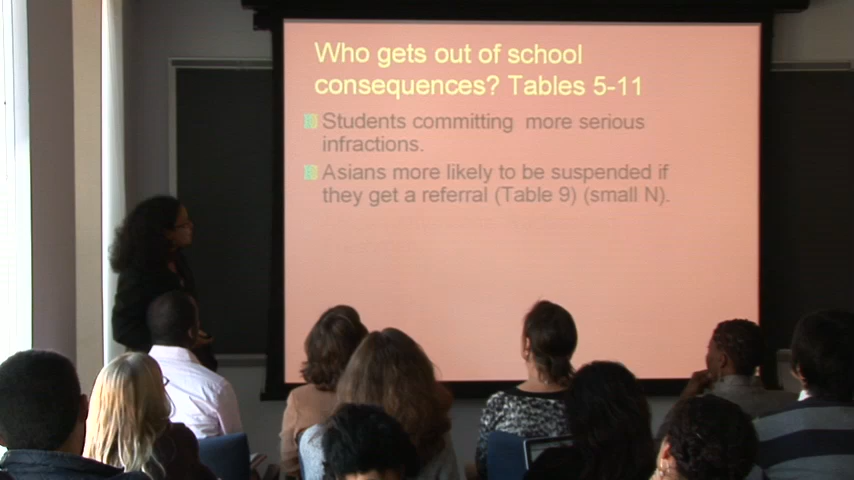 Who gets out of school
consequences? Tables 5-11
Students committing more serious
infractions.
Asians more likely to be suspended if
they get a referral (Table 9) (small N).